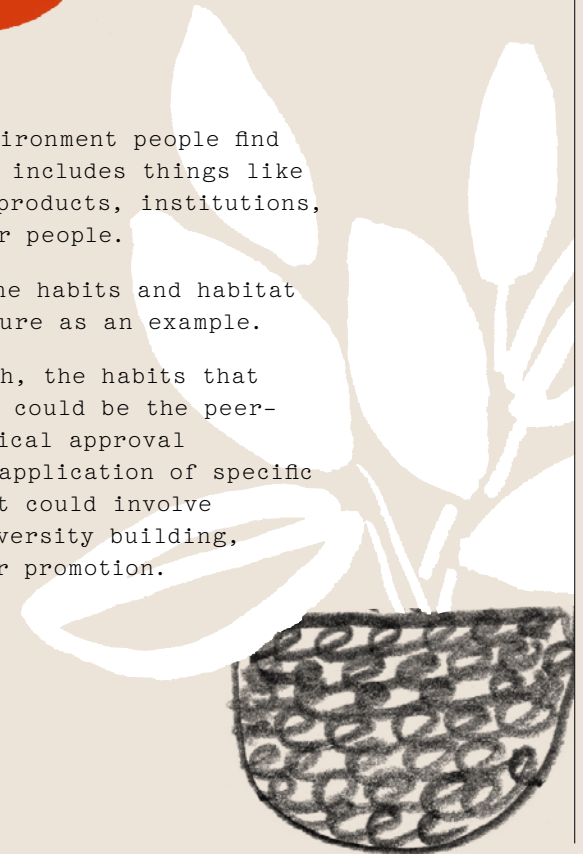 ironment people find
includes things like
products, institutions,
r people.
ne habits and habitat
ure as an example.
h, the habits that
could be the peer-
ical approval
application of specific
t could involve
versity building,
r promotion.